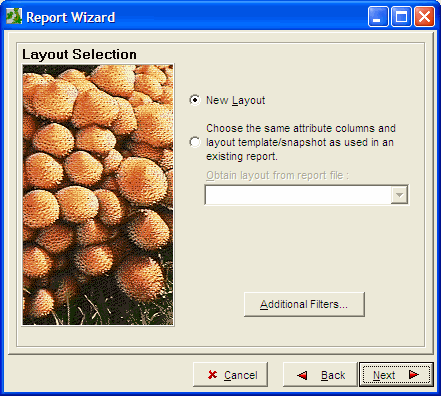 Report Wizard
Layout Selection
New Layout
Choose the same attribute columns and
layout template/snapshot as used in an
existing report.
Obtain layout from report file :
Additional Filters...
Cancel
Back
Next